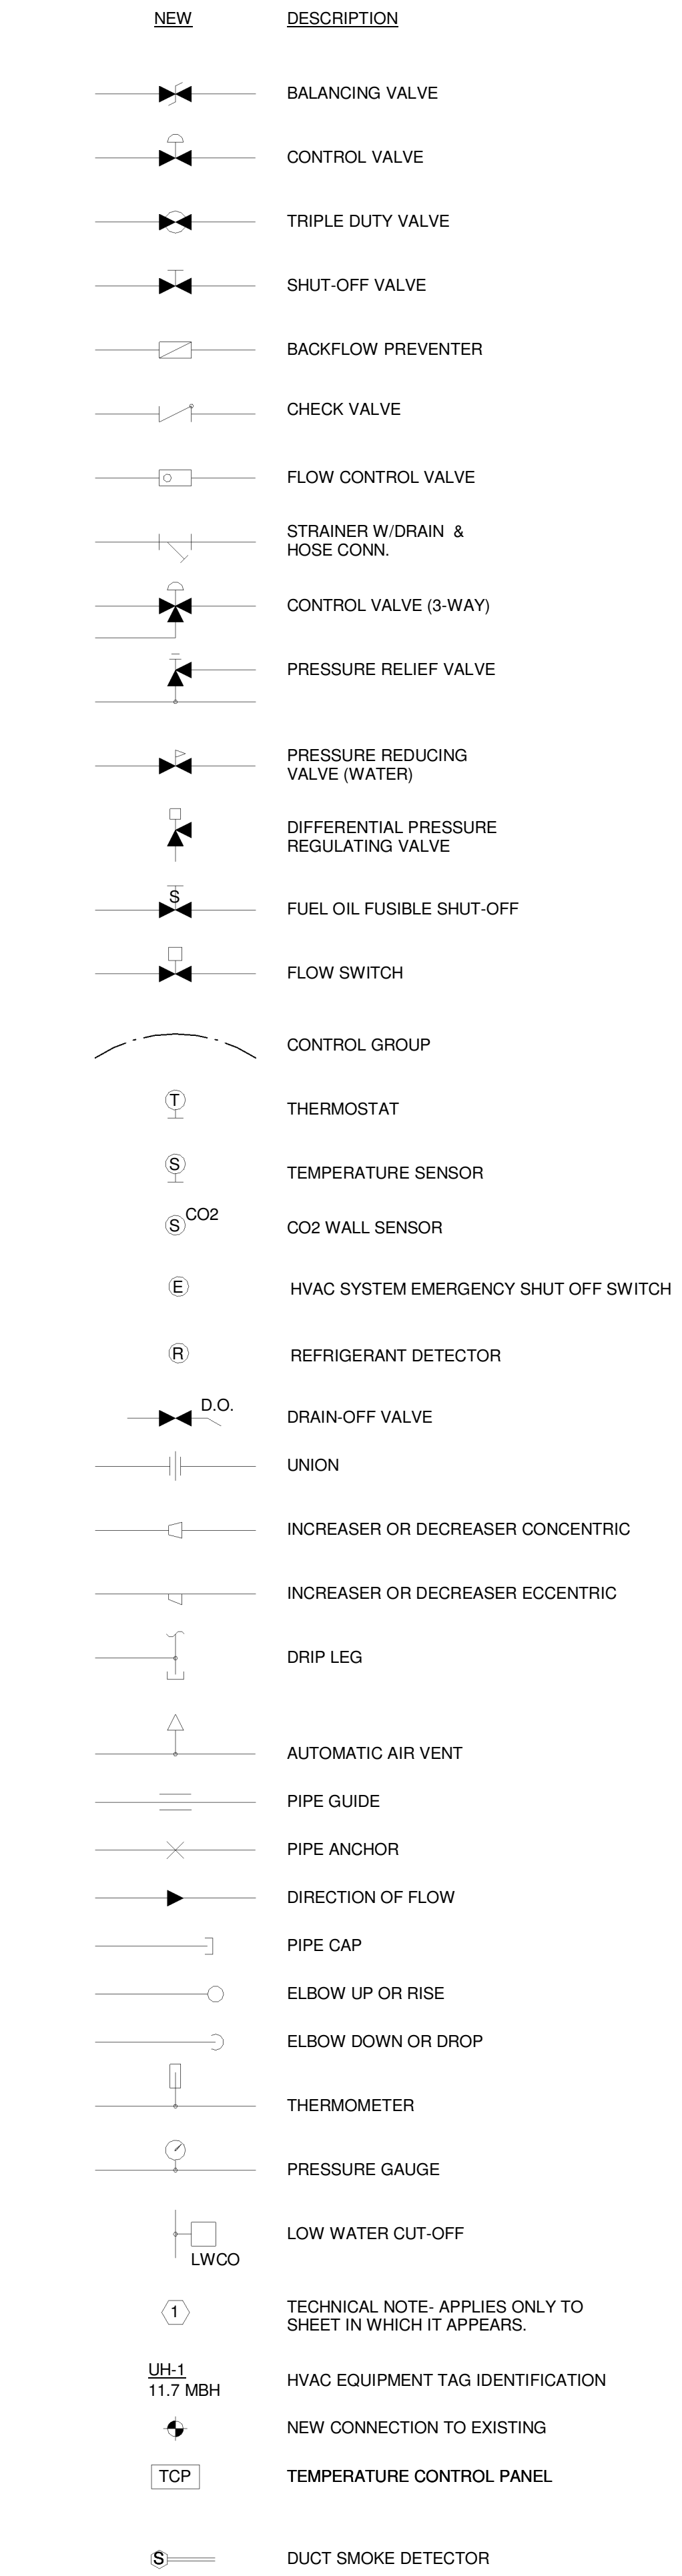 NEW DESCRIPTION
BALANCING VALVE
CONTROL VALVE
TRIPLE DUTY VALVE
SHUT-OFF VALVE
BACKFLOW PREVENTER
CHECK VALVE
FLOW CONTROL VALVE
STRAINER W/DRAIN &
HOSE CONN.
CONTROL VALVE (3-WAY)
PRESSURE RELIEF VALVE
PRESSURE REDUCING
VALVE (WATER)
DIFFERENTIAL PRESSURE
REGULATING VALVE
S FUEL OIL FUSIBLE SHUT-OFF
FLOW SWITCH
CONTROL GROUP
T THERMOSTAT
S TEMPERATURE SENSOR
S CO2 CO2 WALL SENSOR
E HVAC SYSTEM EMERGENCY SHUT OFF SWITCH
R REFRIGERANT DETECTOR
D.O. DRAIN-OFF VALVE
UNION
INCREASER OR DECREASER CONCENTRIC
INCREASER OR DECREASER ECCENTRIC
DRIP LEG
AUTOMATIC AIR VENT
PIPE GUIDE
PIPE ANCHOR
DIRECTION OF FLOW
PIPE CAP
ELBOW UP OR RISE
ELBOW DOWN OR DROP
THERMOMETER
PRESSURE GAUGE
LOW WATER CUT-OFF
LWCO
1 TECHNICAL NOTE- APPLIES ONLY TO
SHEET IN WHICH IT APPEARS.
UH-1
11.7 MBH
HVAC EQUIPMENT TAG IDENTIFICATION
NEW CONNECTION TO EXISTING
TCP TEMPERATURE CONTROL PANEL
S DUCT SMOKE DETECTOR